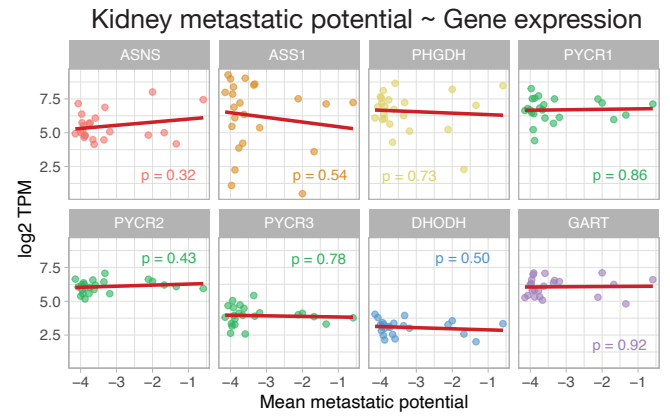 Kidney metastatic potential ~ Gene expression
ASNS ASS1 PHGDH PYCR1
7.5
5.0
2.5
p = 0.32 p = 0.54 p = 0.73 p = 0.86
log2 TPM
PYCR2 PYCR3 DHODH GART
p = 0.43 p = 0.78 p = 0.50
7.5
5.0
2.5
p = 0.92
−4 −3 −2 −1 −4 −3 −2 −1 −4 −3 −2 −1 −4 −3 −2 −1
Mean metastatic potential